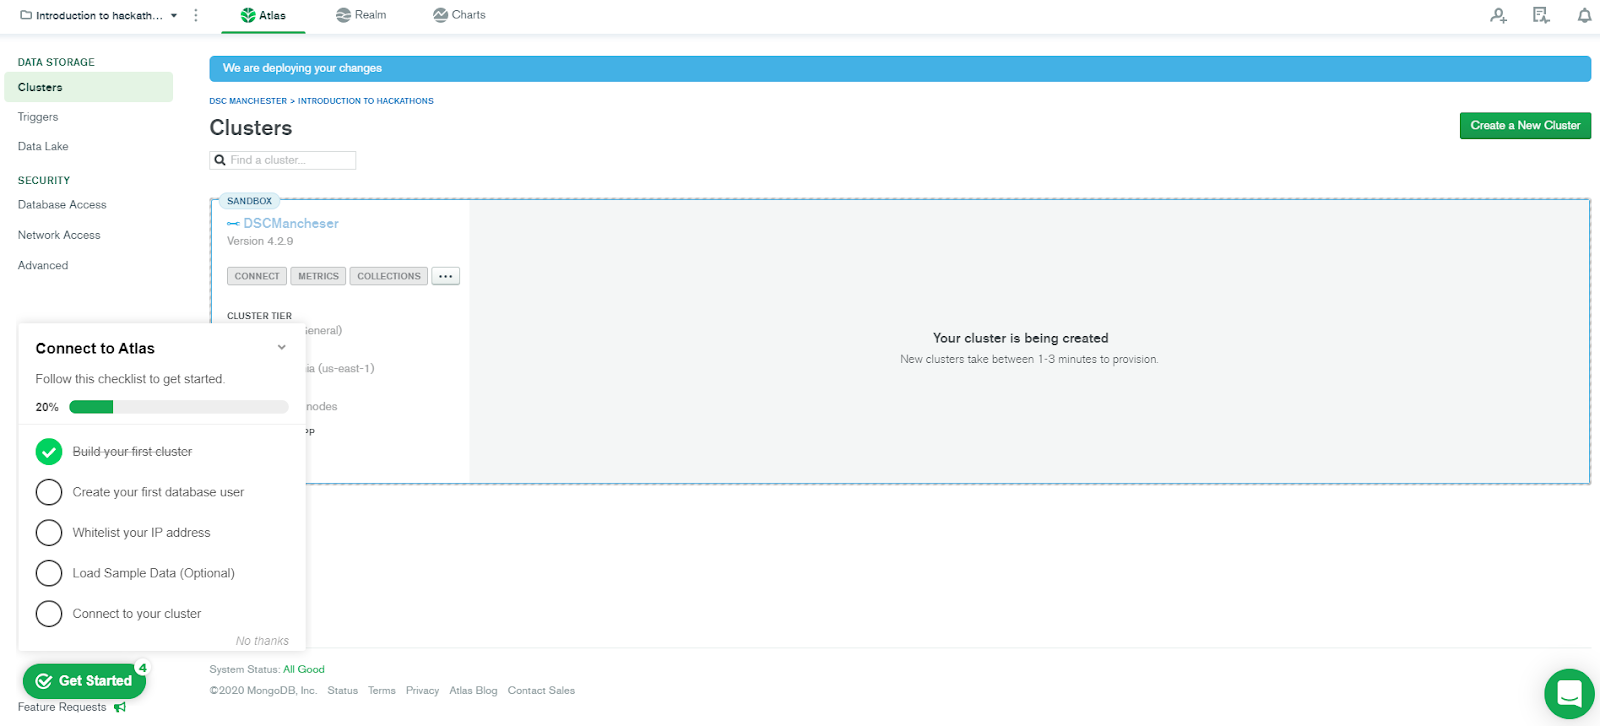 Introduction to hackath...
Atlas
Realm
Charts
DATA STORAGE
Clusters
Triggers
Data Lake
SECURITY
Database Access
Network Access
Advanced
We are deploying your changes
DSC MANCHESTER > INTRODUCTION TO HACKATHONS
Clusters
Create a New Cluster
Find a cluster...
SANDBOX
DSCMancheser
Version 4.2.9
CONNECT METRICS COLLECTIONS ...
CLUSTER TIER
eneral)
ia (us-east-1)
nodes
PP
Your cluster is being created
New clusters take between 1-3 minutes to provision.
Connect to Atlas
Follow this checklist to get started.
20%
Build your first cluster
Create your first database user
Whitelist your IP address
Load Sample Data (Optional)
Connect to your cluster
No thanks
Get Started
4
Feature Requests
System Status: All Good
©2020 MongoDB, Inc. Status Terms Privacy Atlas Blog Contact Sales